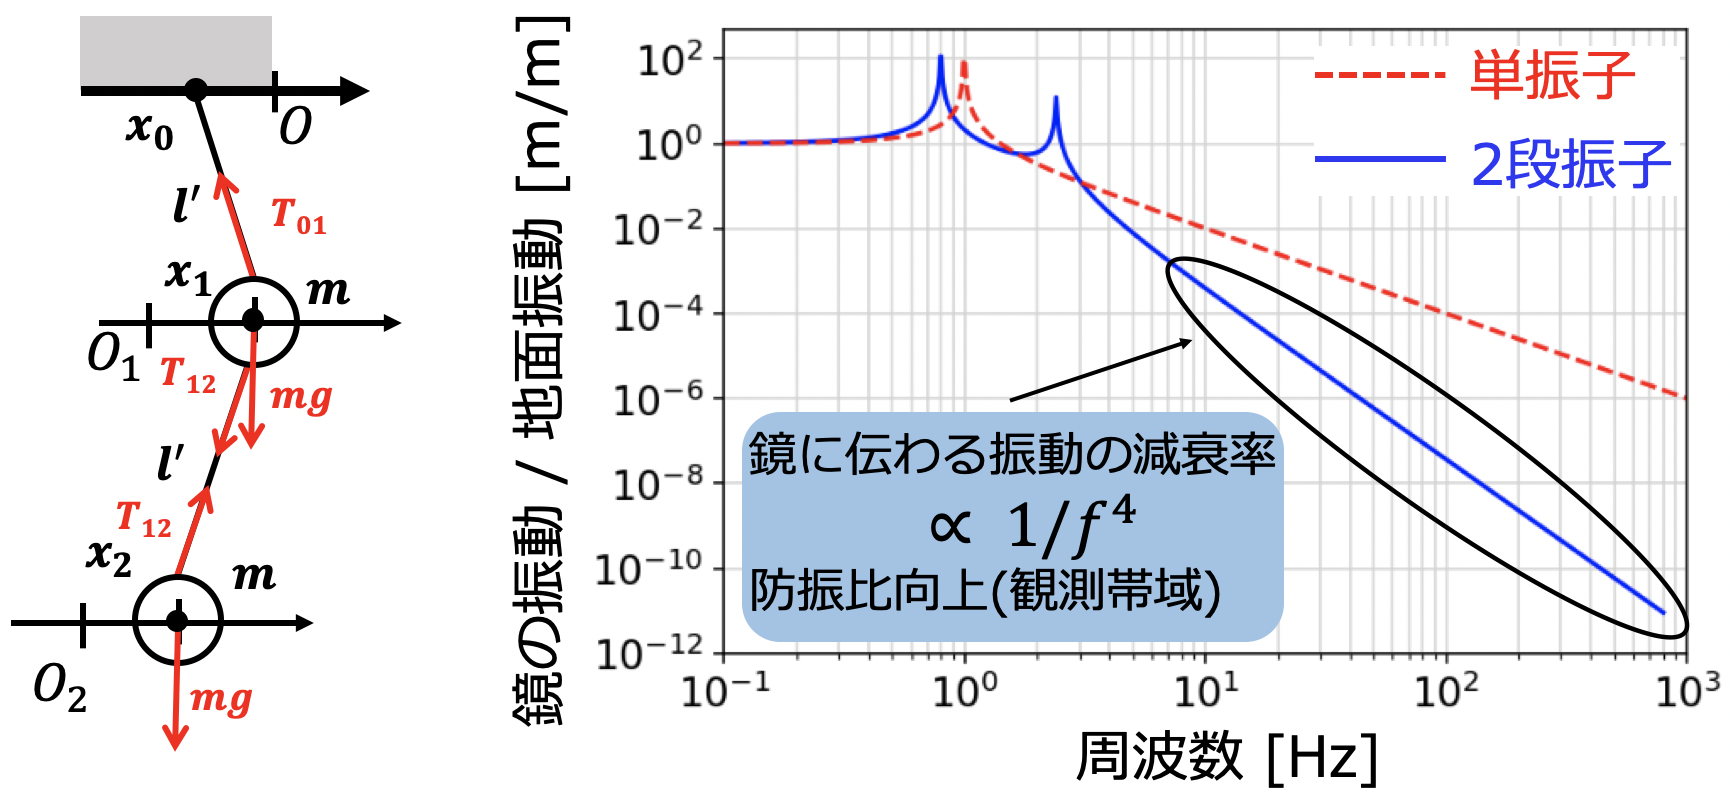 x₀
O
l′
T₀₁
x₁
m
O₁
T₁₂
mg
l′
T₁₂
x₂
m
O₂
mg
鏡の振動 / 地面振動 [m/m]
10²
10⁰
10⁻²
10⁻⁴
10⁻⁶
10⁻⁸
10⁻¹⁰
10⁻¹²
単振子
2段振子
鏡に伝わる振動の減衰率
∝ 1/f⁴
防振比向上(観測帯域)
10⁻¹
10⁰
10¹
10²
10³
周波数 [Hz]